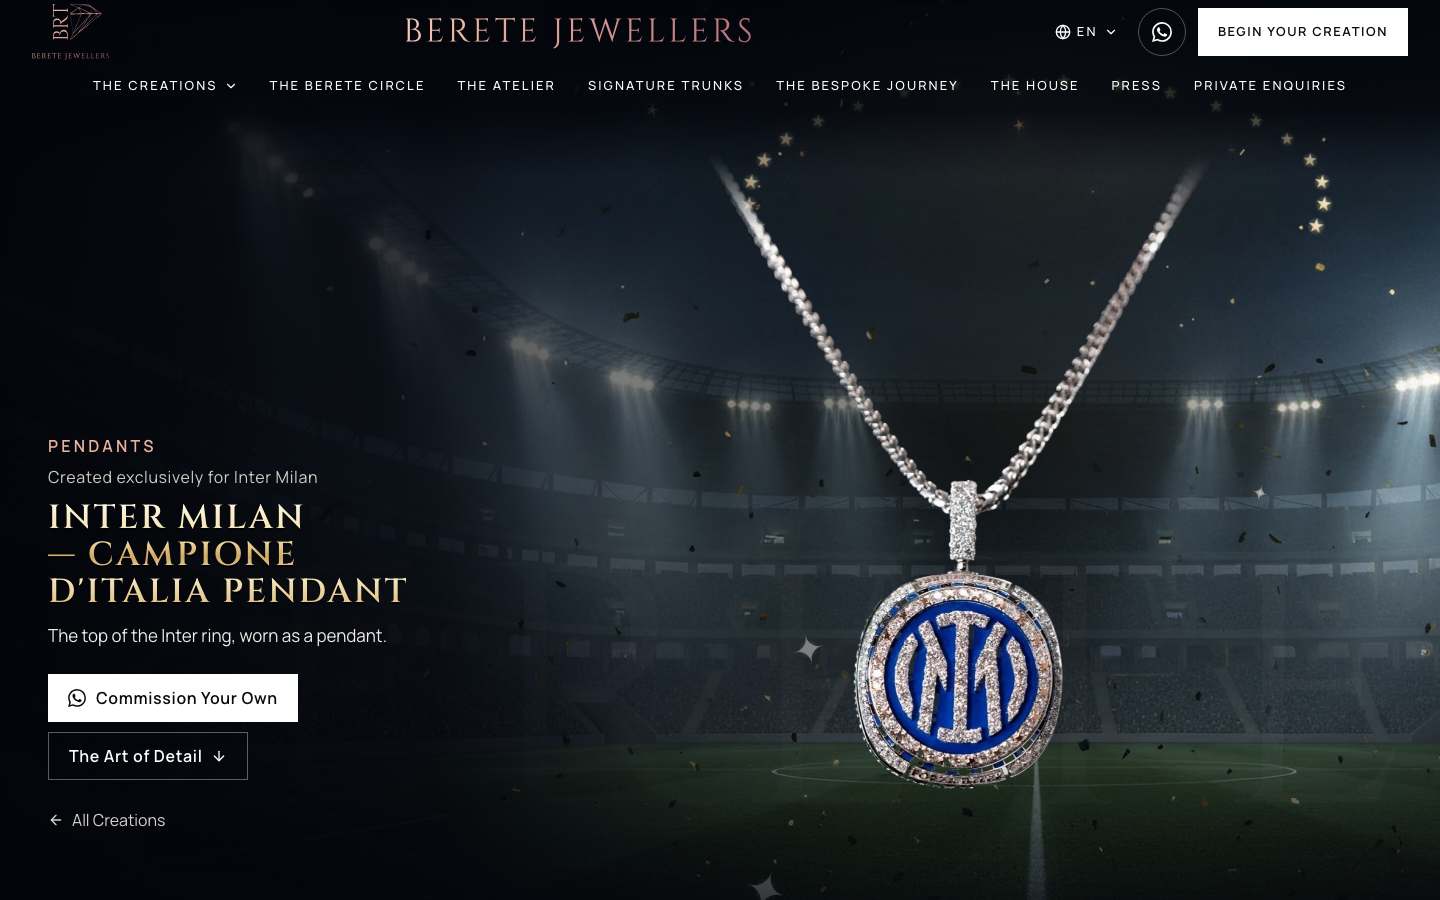 BRT
BERETE JEWELLERS
BERETE JEWELLERS
EN
BEGIN YOUR CREATION
THE CREATIONS
THE BERETE CIRCLE
THE ATELIER
SIGNATURE TRUNKS
THE BESPOKE JOURNEY
THE HOUSE
PRESS
PRIVATE ENQUIRIES
PENDANTS
Created exclusively for Inter Milan
INTER MILAN
— CAMPIONE
D'ITALIA PENDANT
The top of the Inter ring, worn as a pendant.
Commission Your Own
The Art of Detail ↓
← All Creations
IM